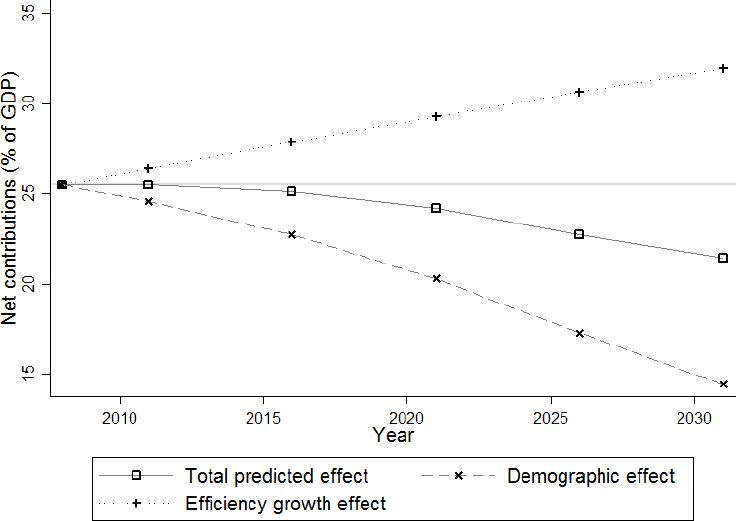 Net contributions (% of GDP)
35
30
25
20
15
2010
2015
2020
2025
2030
Year
Total predicted effect
Demographic effect
Efficiency growth effect